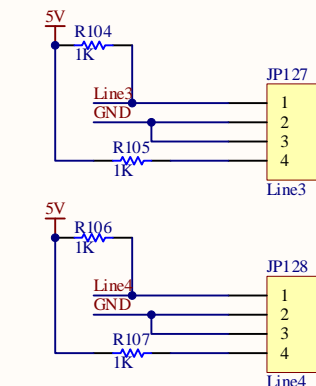 5V
R104
1K
JP127
Line3
1
GND
2
3
R105
4
1K
Line3
5V
R106
1K
JP128
Line4
1
GND
2
3
R107
4
1K
Line4